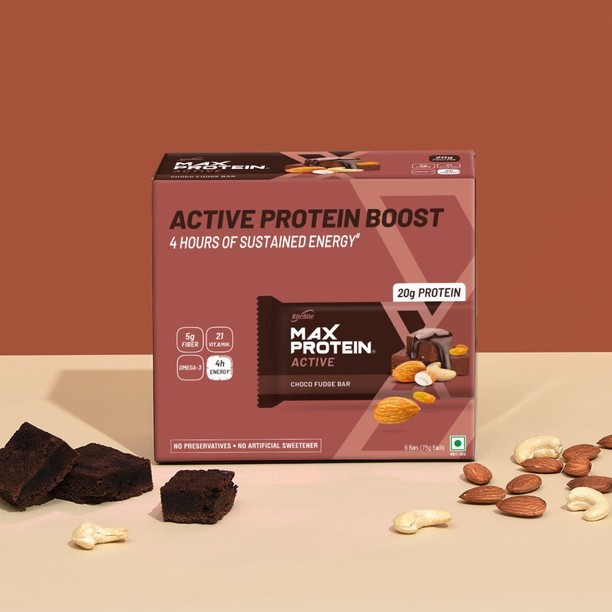 MAX
PROTEIN
ACTIVE
CHOCO FUDGE BAR
20g
ACTIVE PROTEIN BOOST
4 HOURS OF SUSTAINED ENERGY#
20g PROTEIN
RiteBite
MAX
PROTEIN®
ACTIVE
CHOCO FUDGE BAR
5g
FIBER
21
VIT.&MIN.
OMEGA-3
4h
ENERGY#
NO PRESERVATIVES • NO ARTIFICIAL SWEETENER
6 Bars (75g Each)